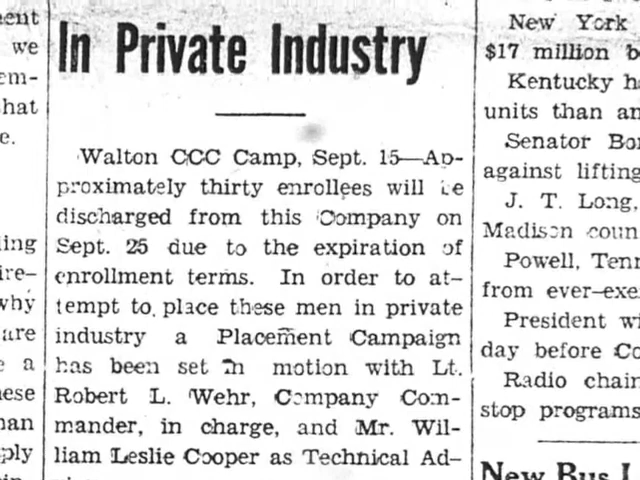 we
hat
e.
ling
ire-
why
are
a
nese
nan
ply
In Private Industry
Walton CCC Camp, Sept. 15—Ap-
proximately thirty enrollees will be
discharged from this Company on
Sept. 25 due to the expiration of
enrollment terms. In order to at-
tempt to place these men in private
industry a Placement Campaign
has been set in motion with Lt.
Robert L. Wehr, Company Com-
mander, in charge, and Mr. Wil-
liam Leslie Cooper as Technical Ad-
New York
$17 million b
Kentucky h
units than an
Senator Bo
against lifting
J. T. Long,
Madison coun
Powell, Tenn
from ever-exe
President wi
day before Co
Radio chain
stop programs
New Bus L